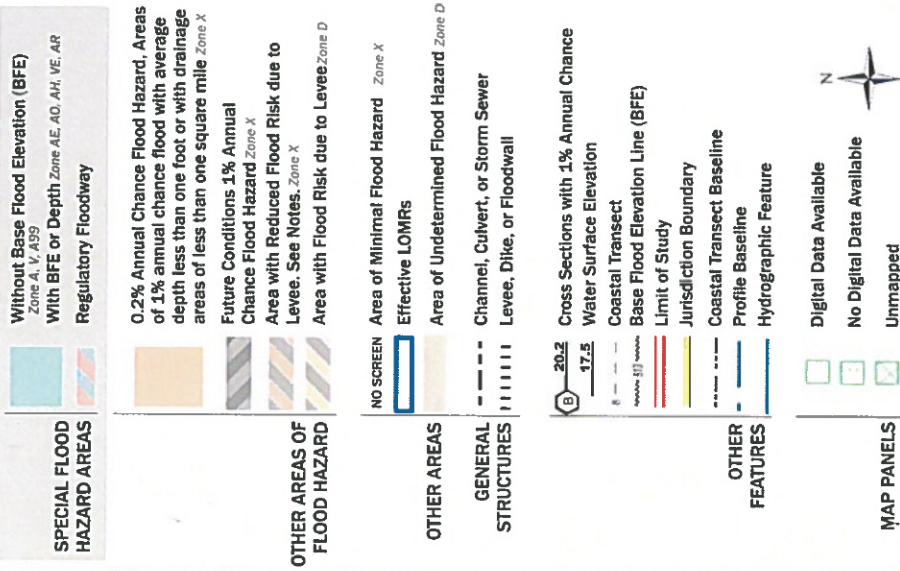 SPECIAL FLOOD
HAZARD AREAS
Without Base Flood Elevation (BFE)
Zone A, V, A99
With BFE or Depth Zone AE, AO, AH, VE, AR
Regulatory Floodway
OTHER AREAS OF
FLOOD HAZARD
0.2% Annual Chance Flood Hazard, Areas
of 1% annual chance flood with average
depth less than one foot or with drainage
areas of less than one square mile Zone X
Future Conditions 1% Annual
Chance Flood Hazard Zone X
Area with Reduced Flood Risk due to
Levee. See Notes. Zone X
Area with Flood Risk due to Levee Zone D
OTHER AREAS
NO SCREEN
Area of Minimal Flood Hazard Zone X
Effective LOMRs
Area of Undetermined Flood Hazard Zone D
GENERAL
STRUCTURES
Channel, Culvert, or Storm Sewer
Levee, Dike, or Floodwall
OTHER
FEATURES
B 20.2
17.5
Cross Sections with 1% Annual Chance
Water Surface Elevation
8
Coastal Transect
513
Base Flood Elevation Line (BFE)
Limit of Study
Jurisdiction Boundary
Coastal Transect Baseline
Profile Baseline
Hydrographic Feature
MAP PANELS
Digital Data Available
No Digital Data Available
Unmapped
N